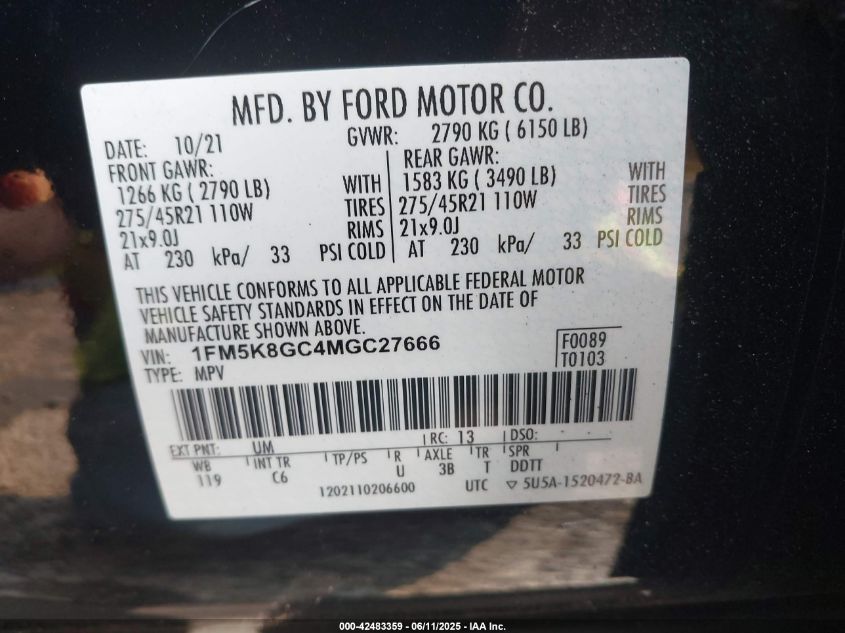 MFD. BY FORD MOTOR CO.
DATE: 10/21 GVWR: 2790 KG ( 6150 LB)
FRONT GAWR: REAR GAWR:
1266 KG ( 2790 LB) WITH 1583 KG ( 3490 LB) WITH
275/45R21 110W TIRES 275/45R21 110W TIRES
21x9.0J RIMS 21x9.0J RIMS
AT 230 kPa/ 33 PSI COLD AT 230 kPa/ 33 PSI COLD
THIS VEHICLE CONFORMS TO ALL APPLICABLE FEDERAL MOTOR
VEHICLE SAFETY STANDARDS IN EFFECT ON THE DATE OF
MANUFACTURE SHOWN ABOVE.
VIN: 1FM5K8GC4MGC27666 F0089
TYPE: MPV T0103
EXT PNT: UM RC: 13 DSO:
WB INT TR TP/PS R AXLE TR SPR
119 C6 U 3B T DDTT
1202110206600 UTC ▽ 5U5A-1520472-BA
000-42483359 - 06/11/2025 - IAA Inc.